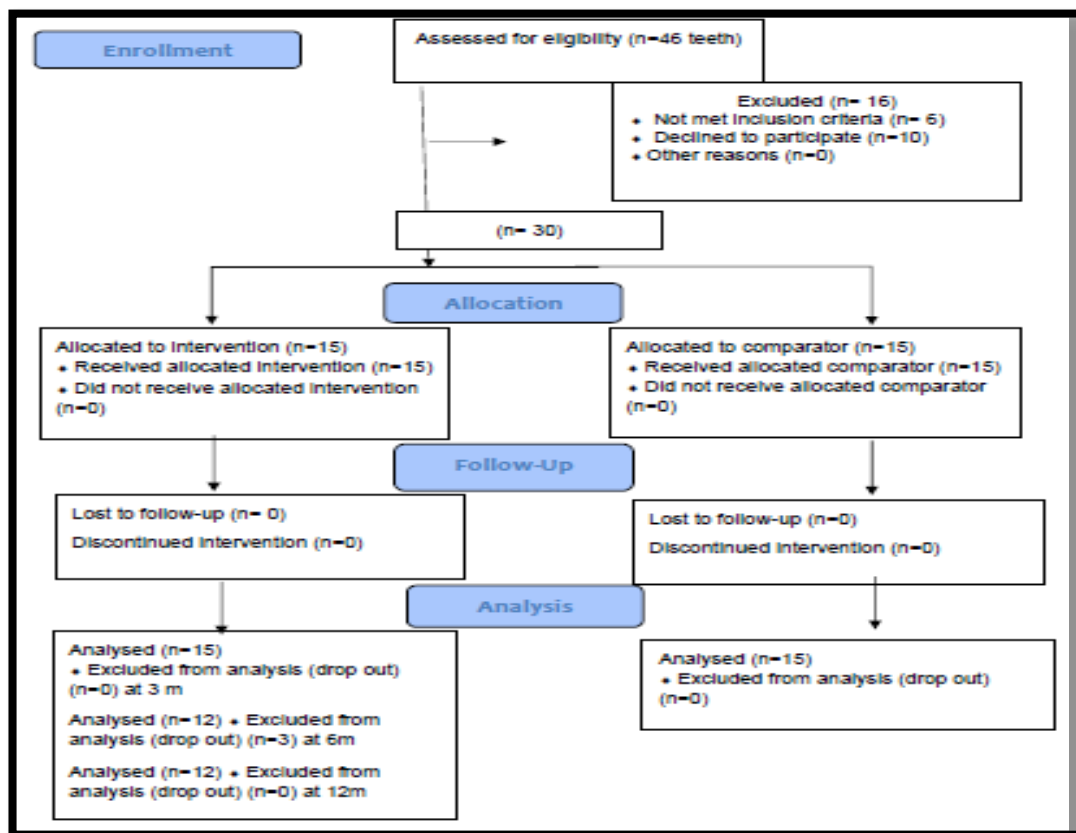 Enrollment
Assessed for eligibility (n=46 teeth)
Excluded (n= 16)
• Not met inclusion criteria (n= 6)
• Declined to participate (n=10)
• Other reasons (n=0)
(n= 30)
Allocation
Allocated to intervention (n=15)
• Received allocated intervention (n=15)
• Did not receive allocated intervention
(n=0)
Allocated to comparator (n=15)
• Received allocated comparator (n=15)
• Did not receive allocated comparator
(n=0)
Follow-Up
Lost to follow-up (n= 0)
Discontinued intervention (n=0)
Lost to follow-up (n=0)
Discontinued intervention (n=0)
Analysis
Analysed (n=15)
• Excluded from analysis (drop out)
(n=0) at 3 m
Analysed (n=12) • Excluded from
analysis (drop out) (n=3) at 6m
Analysed (n=12) • Excluded from
analysis (drop out) (n=0) at 12m
Analysed (n=15)
• Excluded from analysis (drop out)
(n=0)